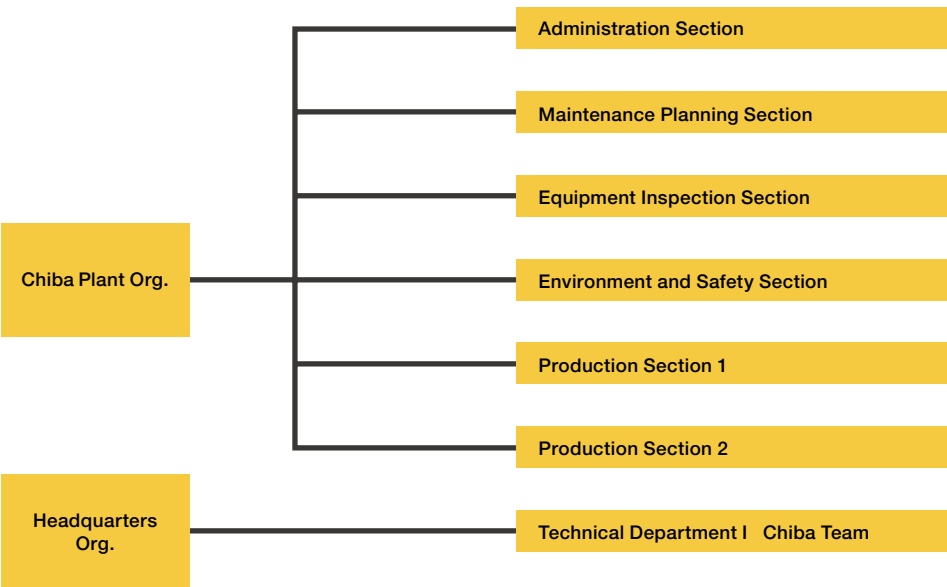 Administration Section
Maintenance Planning Section
Equipment Inspection Section
Chiba Plant Org.
Environment and Safety Section
Production Section 1
Production Section 2
Headquarters
Org.
Technical Department I Chiba Team